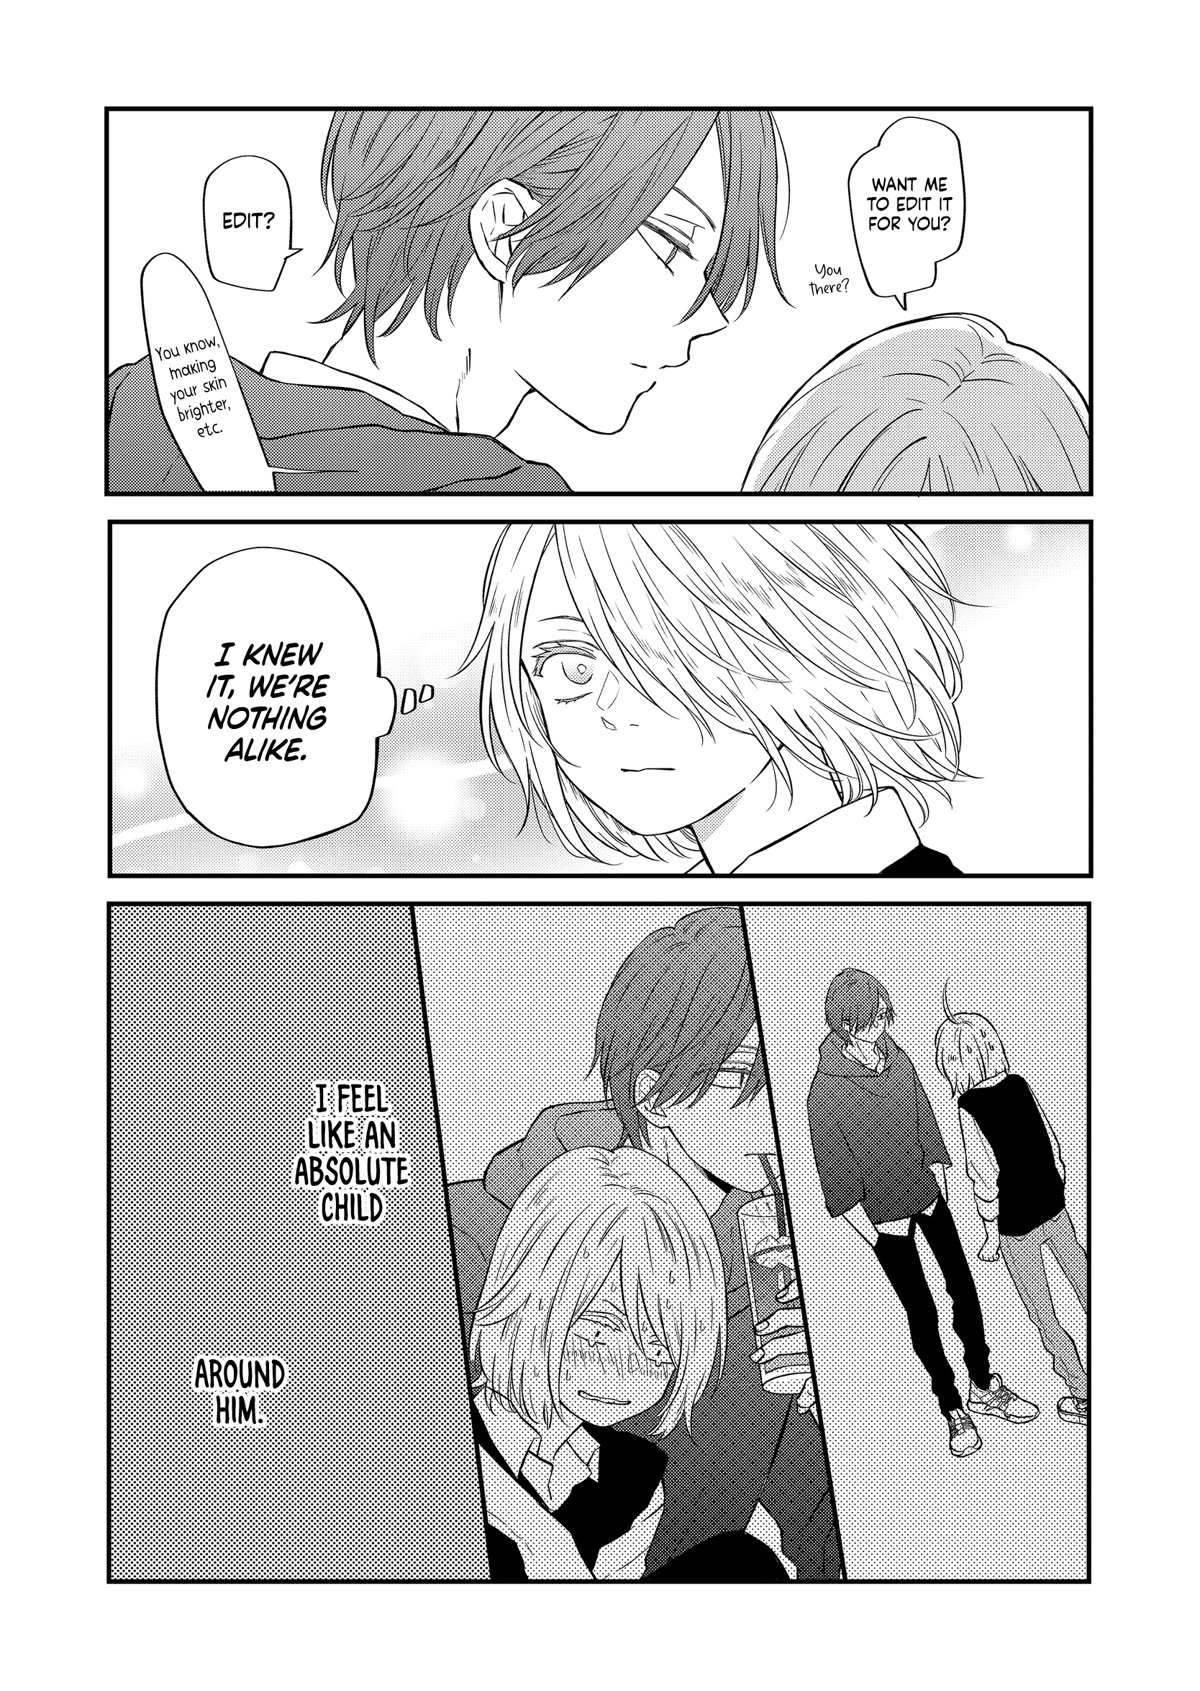 WANT ME
TO EDIT IT
FOR YOU?
You
there?
EDIT?
You know,
making
your skin
brighter,
etc.
I KNEW
IT, WE'RE
NOTHING
ALIKE.
I FEEL
LIKE AN
ABSOLUTE
CHILD
AROUND
HIM.